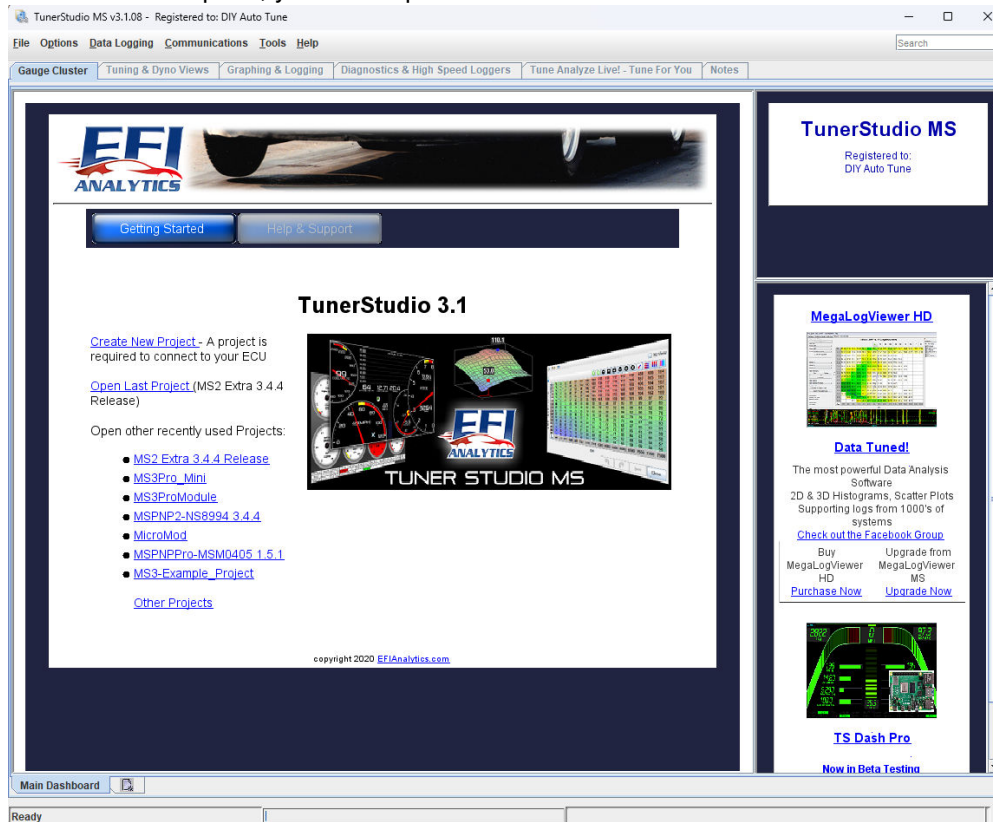 TunerStudio MS v3.1.08 - Registered to: DIY Auto Tune
File Options Data Logging Communications Tools Help
Search
Gauge Cluster Tuning & Dyno Views Graphing & Logging Diagnostics & High Speed Loggers Tune Analyze Live! - Tune For You Notes
EFI
ANALYTICS
Getting Started Help & Support
TunerStudio 3.1
Create New Project - A project is
required to connect to your ECU
Open Last Project (MS2 Extra 3.4.4
Release)
Open other recently used Projects:
MS2 Extra 3.4.4 Release
MS3Pro_Mini
MS3ProModule
MSPNP2-NS8994 3.4.4
MicroMod
MSPNPPro-MSM0405 1.5.1
MS3-Example_Project
Other Projects
EFI
ANALYTICS
TUNER STUDIO MS
copyright 2020 EFIAnalytics.com
TunerStudio MS
Registered to:
DIY Auto Tune
MegaLogViewer HD
Data Tuned!
The most powerful Data Analysis
Software
2D & 3D Histograms, Scatter Plots
Supporting logs from 1000's of
systems
Check out the Facebook Group
Buy
MegaLogViewer
HD
Purchase Now
Upgrade from
MegaLogViewer
MS
Upgrade Now
TS Dash Pro
Now in Beta Testing
Main Dashboard
Ready